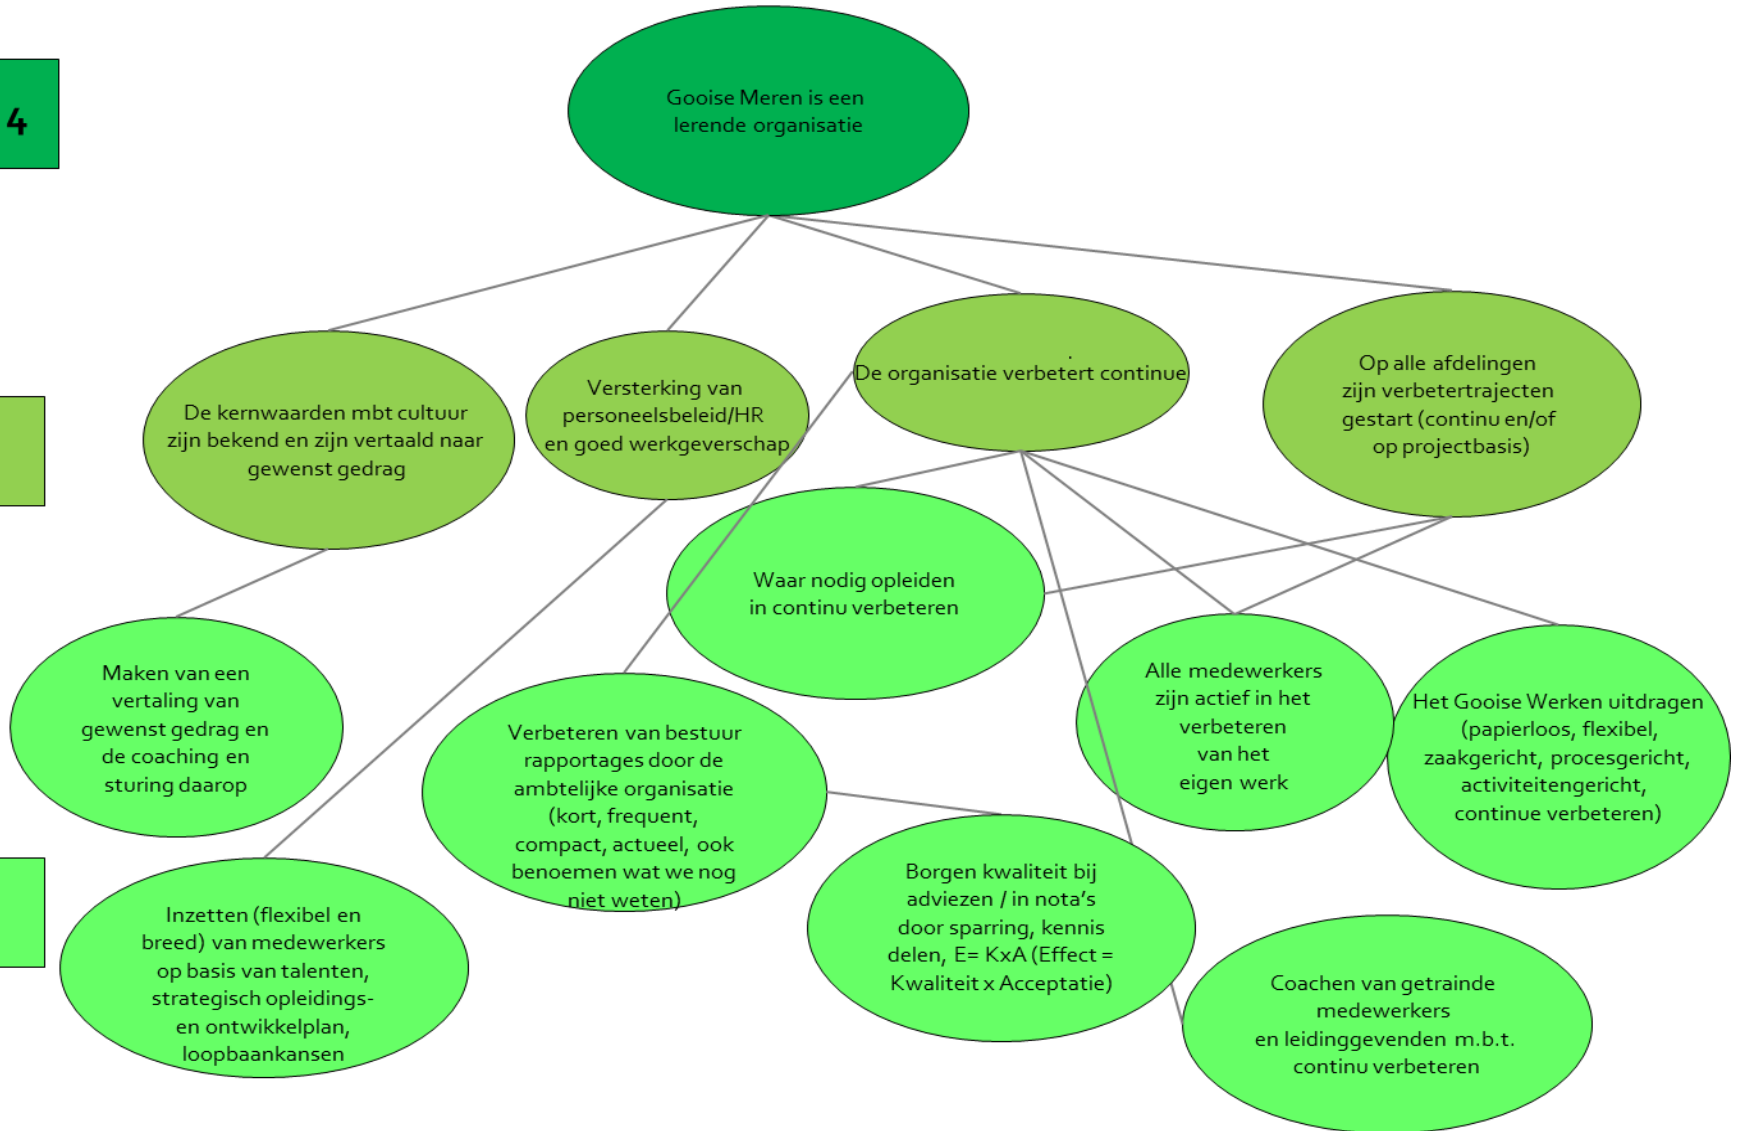 4
Gooise Meren is een
lerende organisatie
De kernwaarden mbt cultuur
zijn bekend en zijn vertaald naar
gewenst gedrag
Versterking van
personeelsbeleid/HR
en goed werkgeverschap
.
De organisatie verbetert continue
Op alle afdelingen
zijn verbetertrajecten
gestart (continu en/of
op projectbasis)
Waar nodig opleiden
in continu verbeteren
Maken van een
vertaling van
gewenst gedrag en
de coaching en
sturing daarop
Verbeteren van bestuur
rapportages door de
ambtelijke organisatie
(kort, frequent,
compact, actueel, ook
benoemen wat we nog
niet weten)
Alle medewerkers
zijn actief in het
verbeteren
van het
eigen werk
Het Gooise Werken uitdragen
(papierloos, flexibel,
zaakgericht, procesgericht,
activiteitengericht,
continue verbeteren)
Inzetten (flexibel en
breed) van medewerkers
op basis van talenten,
strategisch opleidings-
en ontwikkelplan,
loopbaankansen
Borgen kwaliteit bij
adviezen / in nota's
door sparring, kennis
delen, E= KxA (Effect =
Kwaliteit x Acceptatie)
Coachen van getrainde
medewerkers
en leidinggevenden m.b.t.
continu verbeteren